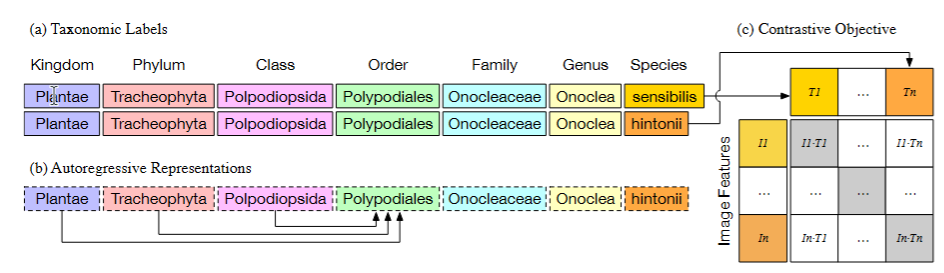 (a) Taxonomic Labels
Kingdom Phylum Class Order Family Genus Species
Plantae Tracheophyta Polpodiopsida Polypodiales Onocleaceae Onoclea sensibilis
Plantae Tracheophyta Polpodiopsida Polypodiales Onocleaceae Onoclea hintonii
(b) Autoregressive Representations
Plantae Tracheophyta Polpodiopsida Polypodiales Onocleaceae Onoclea hintonii
(c) Contrastive Objective
T1 ... Tn
Image Features
I1 I1·T1 ... I1·Tn
... ... ...
In In·T1 ... In·Tn